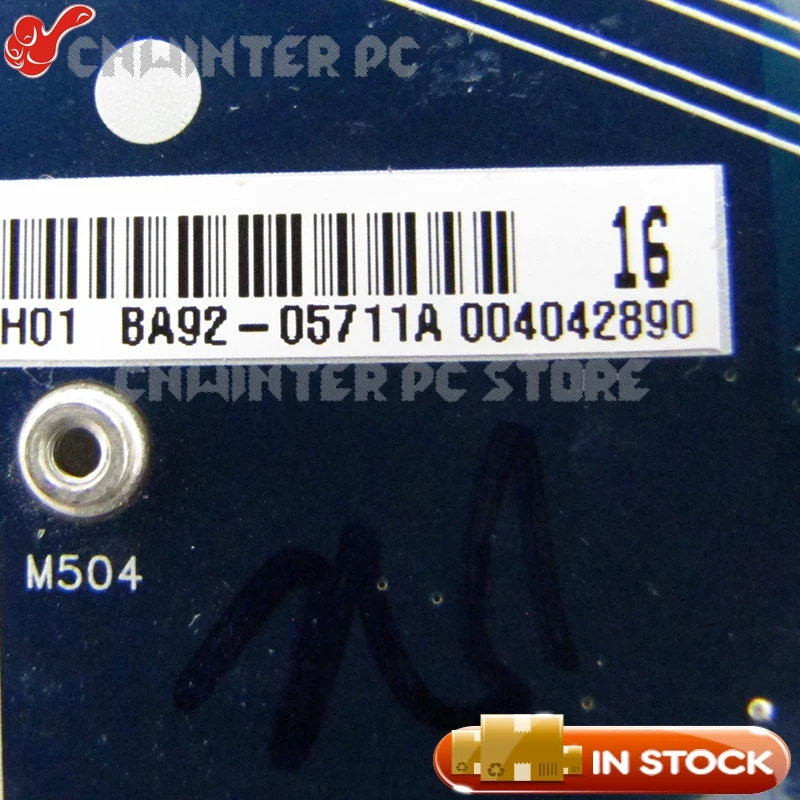 CNWINTER PC
16
H01 BA92-05711A 004042890
CNWINTER PC STORE
M504
IN STOCK